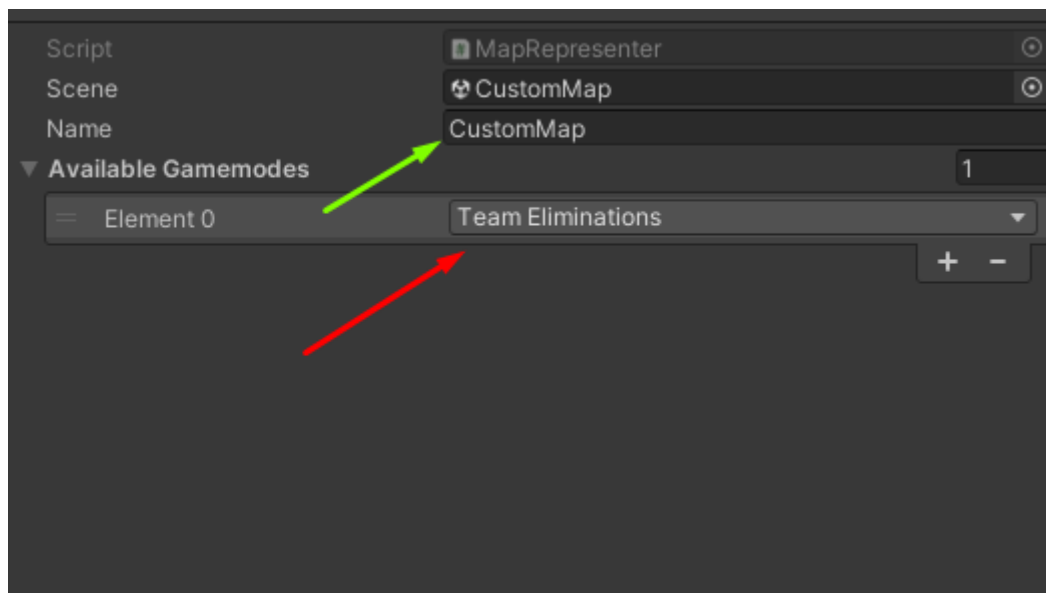 Script MapRepresenter
Scene CustomMap
Name CustomMap
Available Gamemodes 1
Element 0 Team Eliminations
+ -